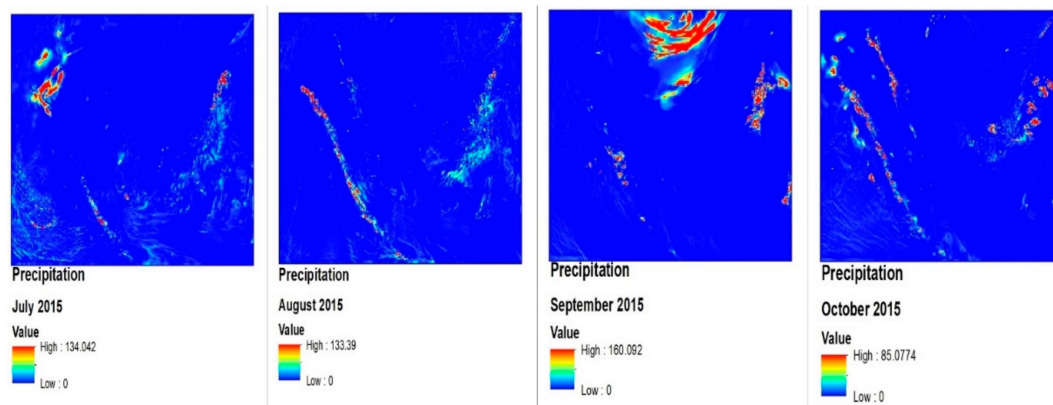 Precipitation
July 2015
Value
High : 134.042
Low : 0
Precipitation
August 2015
Value
High : 133.39
Low : 0
Precipitation
September 2015
Value
High : 160.092
Low : 0
Precipitation
October 2015
Value
High : 85.0774
Low : 0